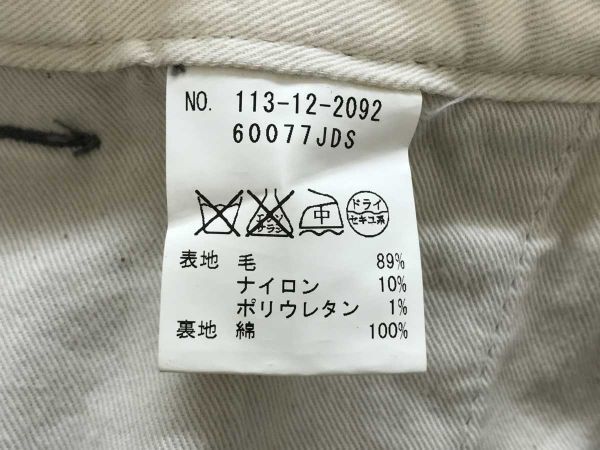 NO. 113-12-2092
60077JDS
エンソ サラシ 中 ドライ セキユ系
表地 毛 89%
ナイロン 10%
ポリウレタン 1%
裏地 綿 100%